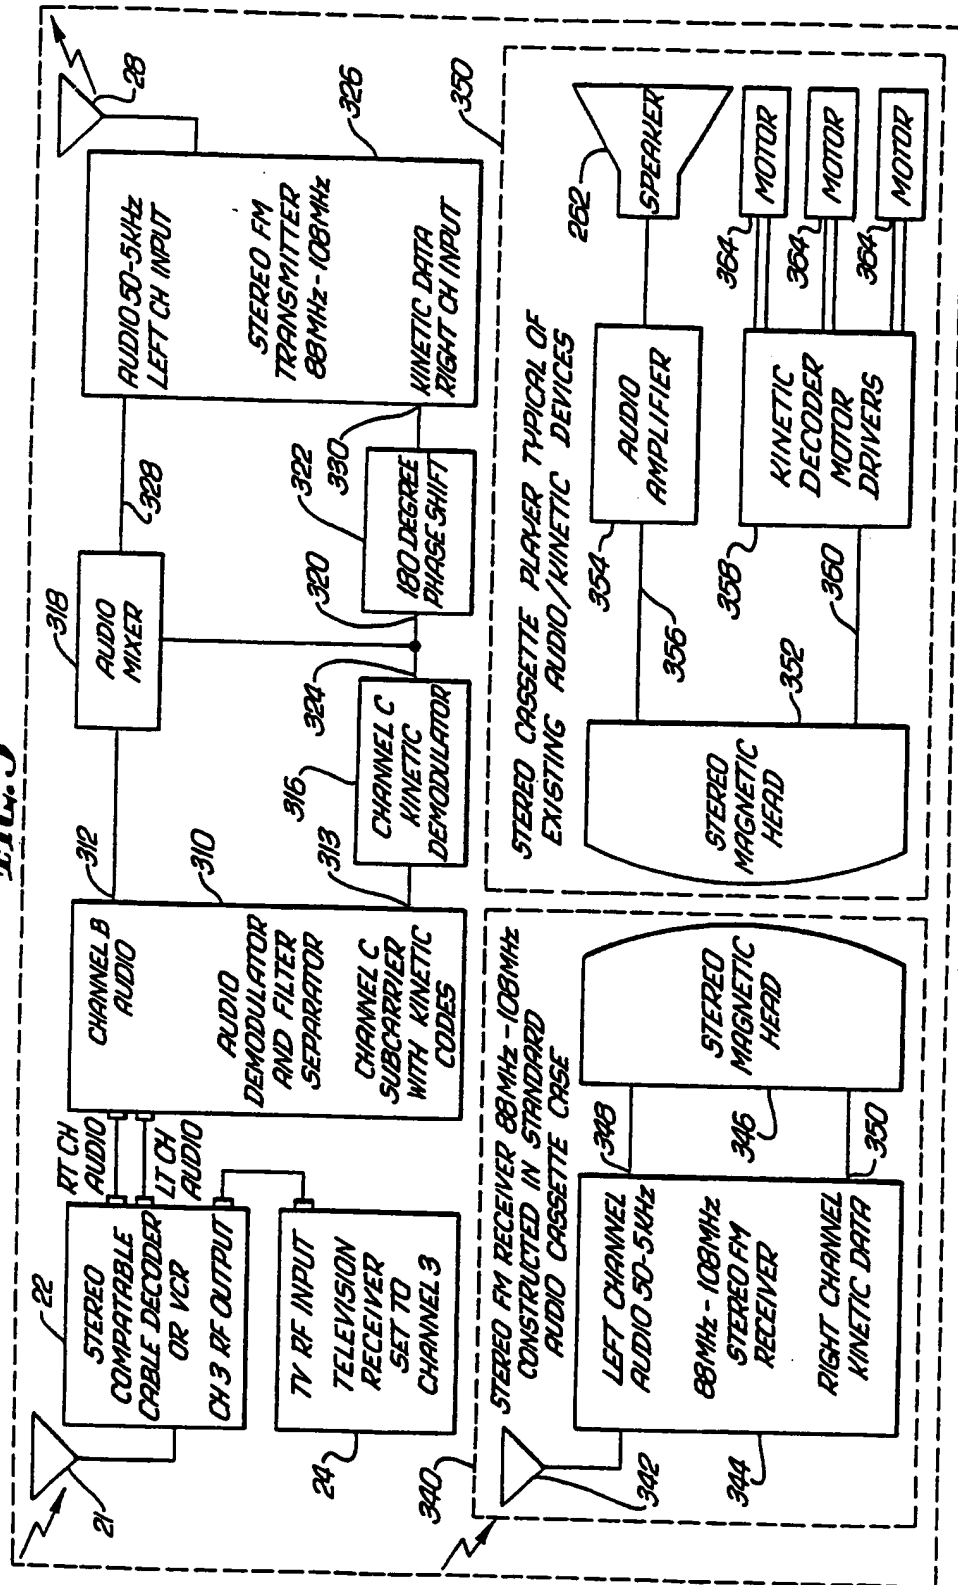 21
22
STEREO
COMPATABLE
CABLE DECODER
OR VCR
CH 3 RF OUTPUT
RT CH
AUDIO
LT CH
AUDIO
TV RF INPUT
TELEVISION
RECEIVER
SET TO
CHANNEL 3
24
CHANNEL B
AUDIO
AUDIO
DEMODULATOR
AND FILTER
SEPARATOR
CHANNEL C
SUBCARRIER
WITH KINETIC
CODES
310
312
313
316
CHANNEL C
KINETIC
DEMODULATOR
318
AUDIO
MIXER
324
320
322
180 DEGREE
PHASE SHIFT
328
330
AUDIO 50-5KHz
LEFT CH INPUT
STEREO FM
TRANSMITTER
88MHz-108MHz
KINETIC DATA
RIGHT CH INPUT
28
326
350
340
STEREO FM RECEIVER 88MHz-108MHz
CONSTRUCTED IN STANDARD
AUDIO CASSETTE CASE
342
LEFT CHANNEL
AUDIO 50-5KHz
88MHz-108MHz
STEREO FM
RECEIVER
RIGHT CHANNEL
KINETIC DATA
344
348
346
350
STEREO
MAGNETIC
HEAD
STEREO CASSETTE PLAYER TYPICAL OF
EXISTING AUDIO/KINETIC DEVICES
STEREO
MAGNETIC
HEAD
352
356
354
AUDIO
AMPLIFIER
262
SPEAKER
358
360
KINETIC
DECODER
MOTOR
DRIVERS
364
MOTOR
364
MOTOR
364
MOTOR